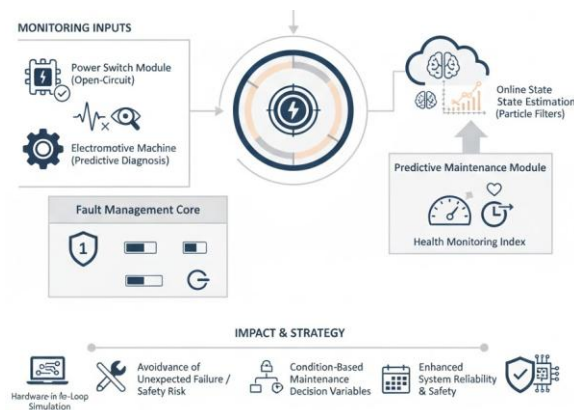 MONITORING INPUTS
Power Switch Module
(Open-Circuit)
Electromotive Machine
(Predictive Diagnosis)
Online State
State Estimation
(Particle Filters)
Predictive Maintenance Module
Health Monitoring Index
Fault Management Core
1
IMPACT & STRATEGY
Hardware in fe-Loop
Simulation
Avoidvance of
Unexpected Failure /
Safety Risk
Condition-Based
Maintenance
Decision Variables
Enhanced
System Reliability
& Safety